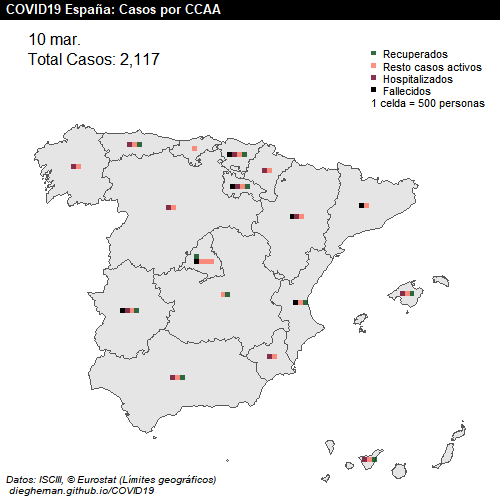 COVID19 España: Casos por CCAA
10 mar.
Total Casos: 2,117
Recuperados
Resto casos activos
Hospitalizados
Fallecidos
1 celda = 500 personas
Datos: ISCIII, © Eurostat (Límites geográficos)
diegheman.github.io/COVID19